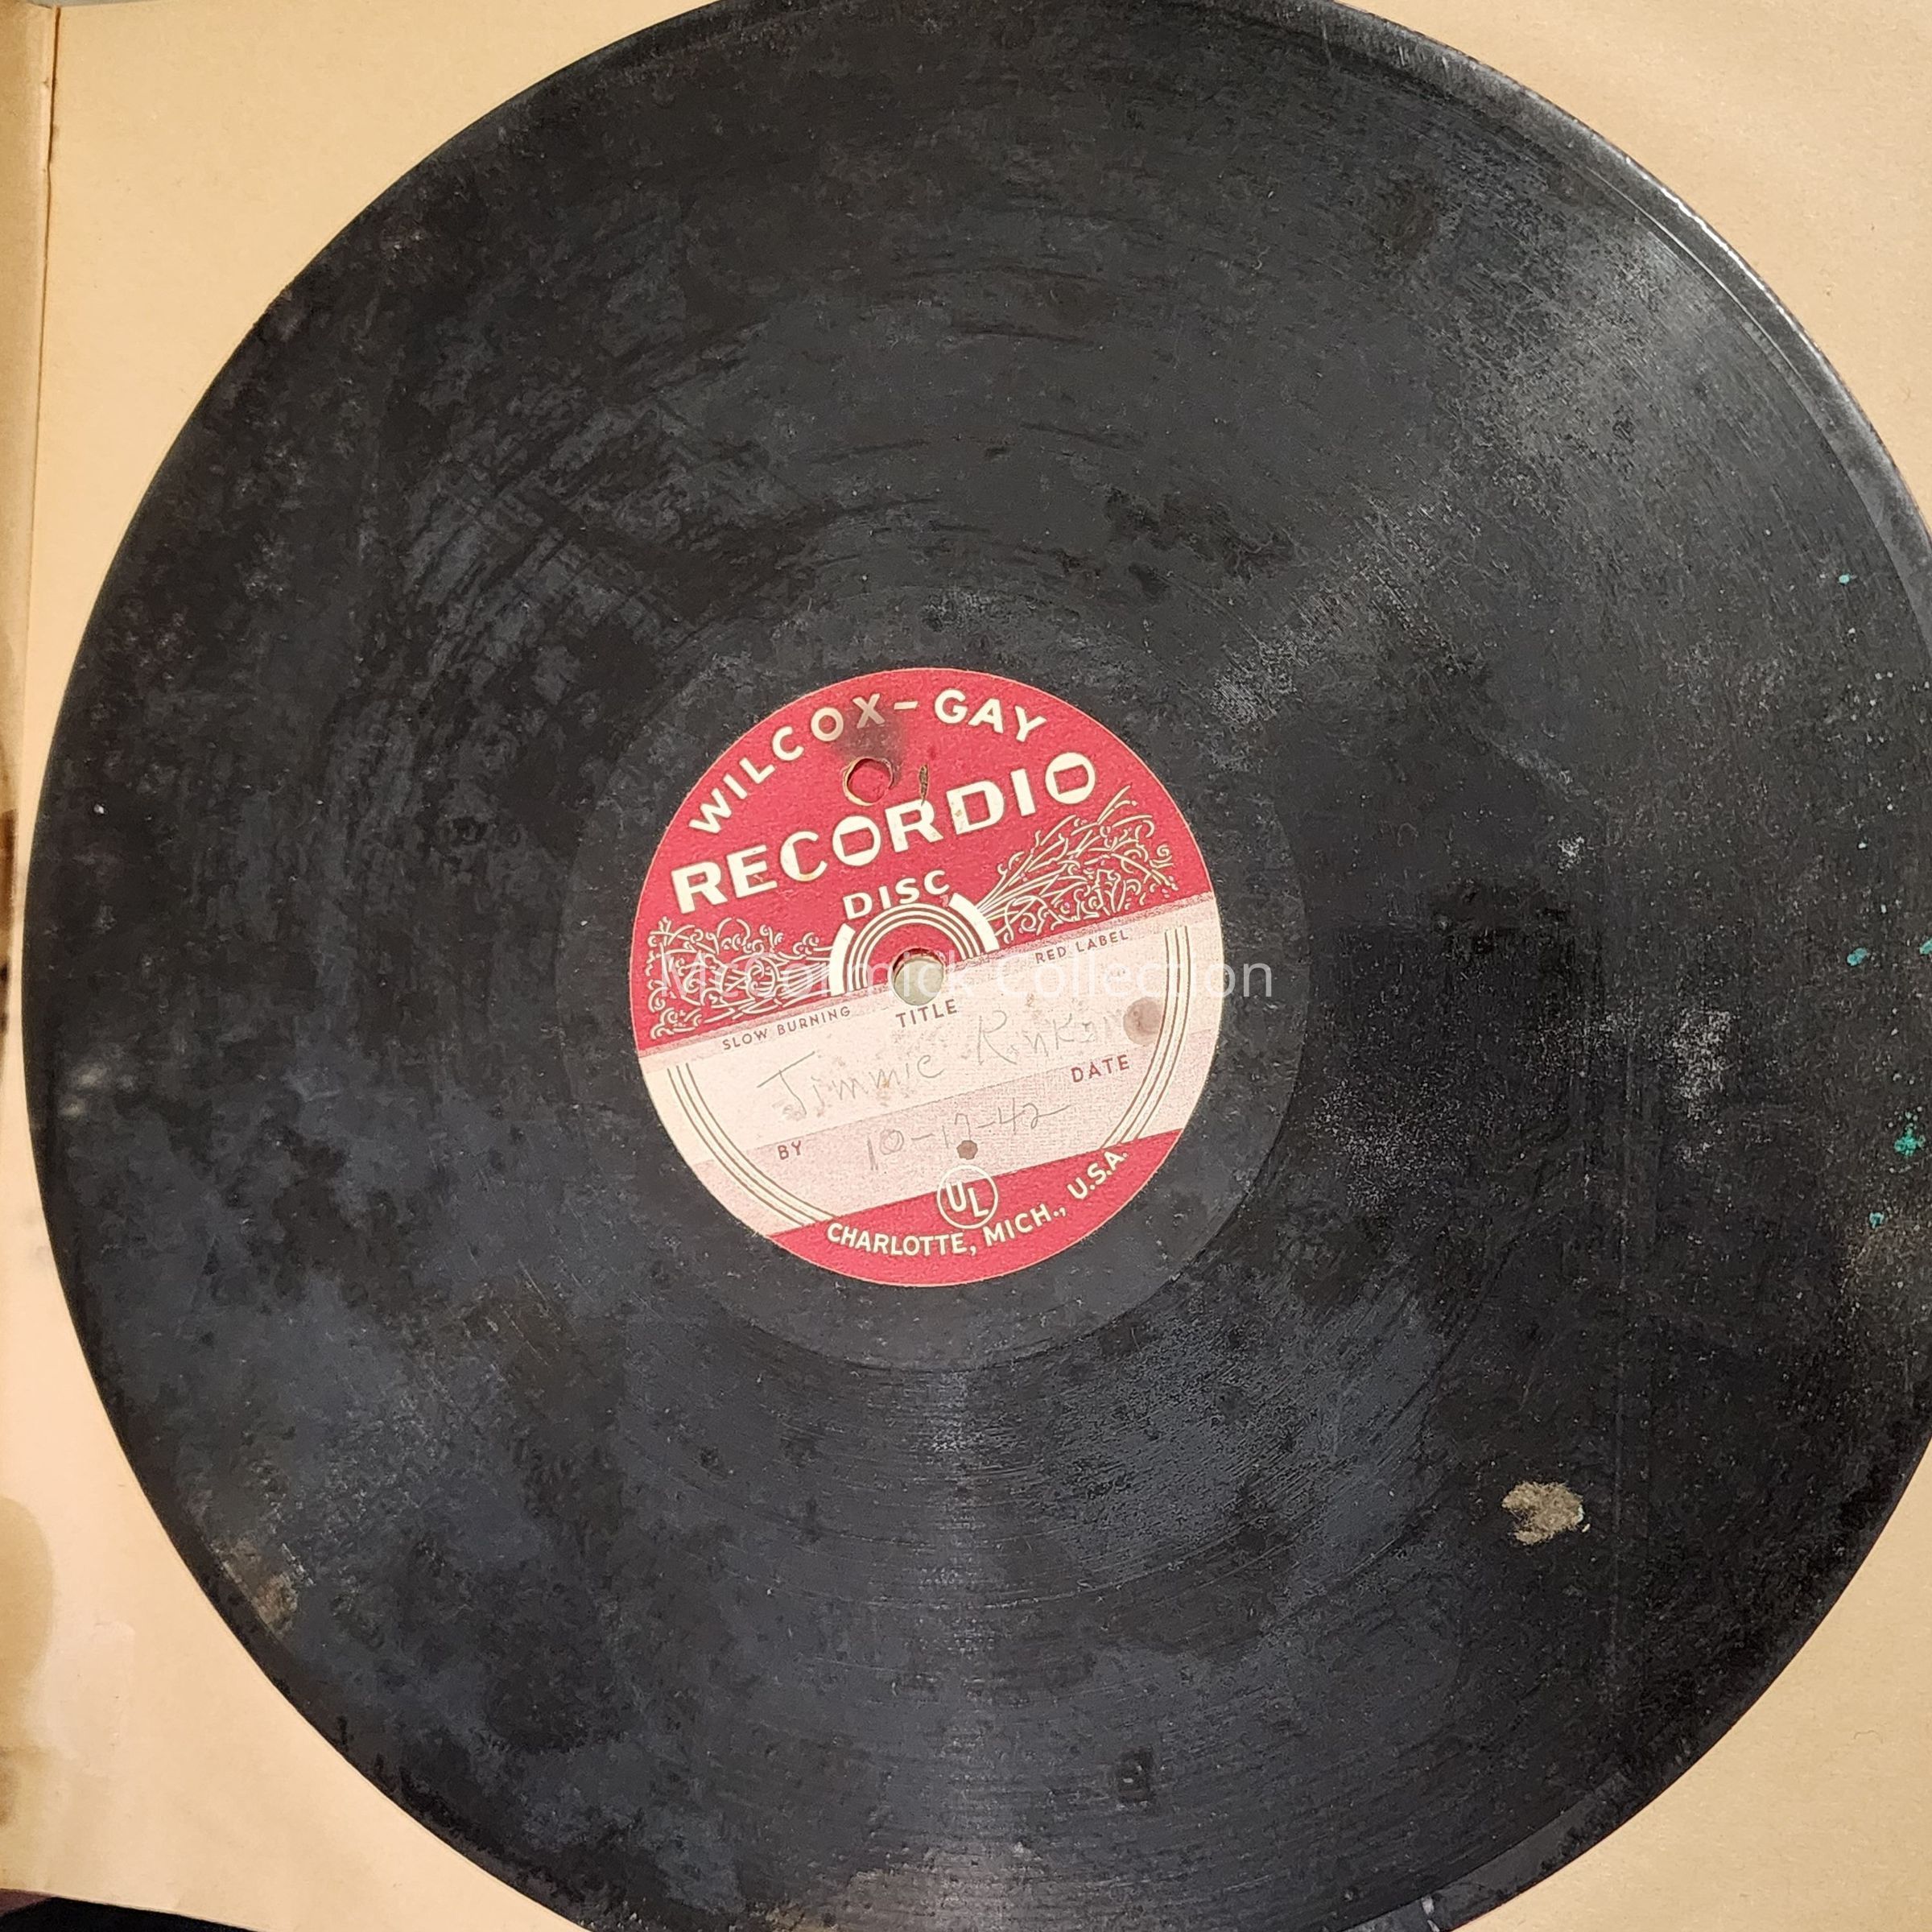 WILCOX-GAY
RECORDIO
DISC
RED LABEL
McCormick Collection
SLOW BURNING
TITLE
Jimmie
DATE
BY
10-17-42
UL
CHARLOTTE, MICH., U.S.A.